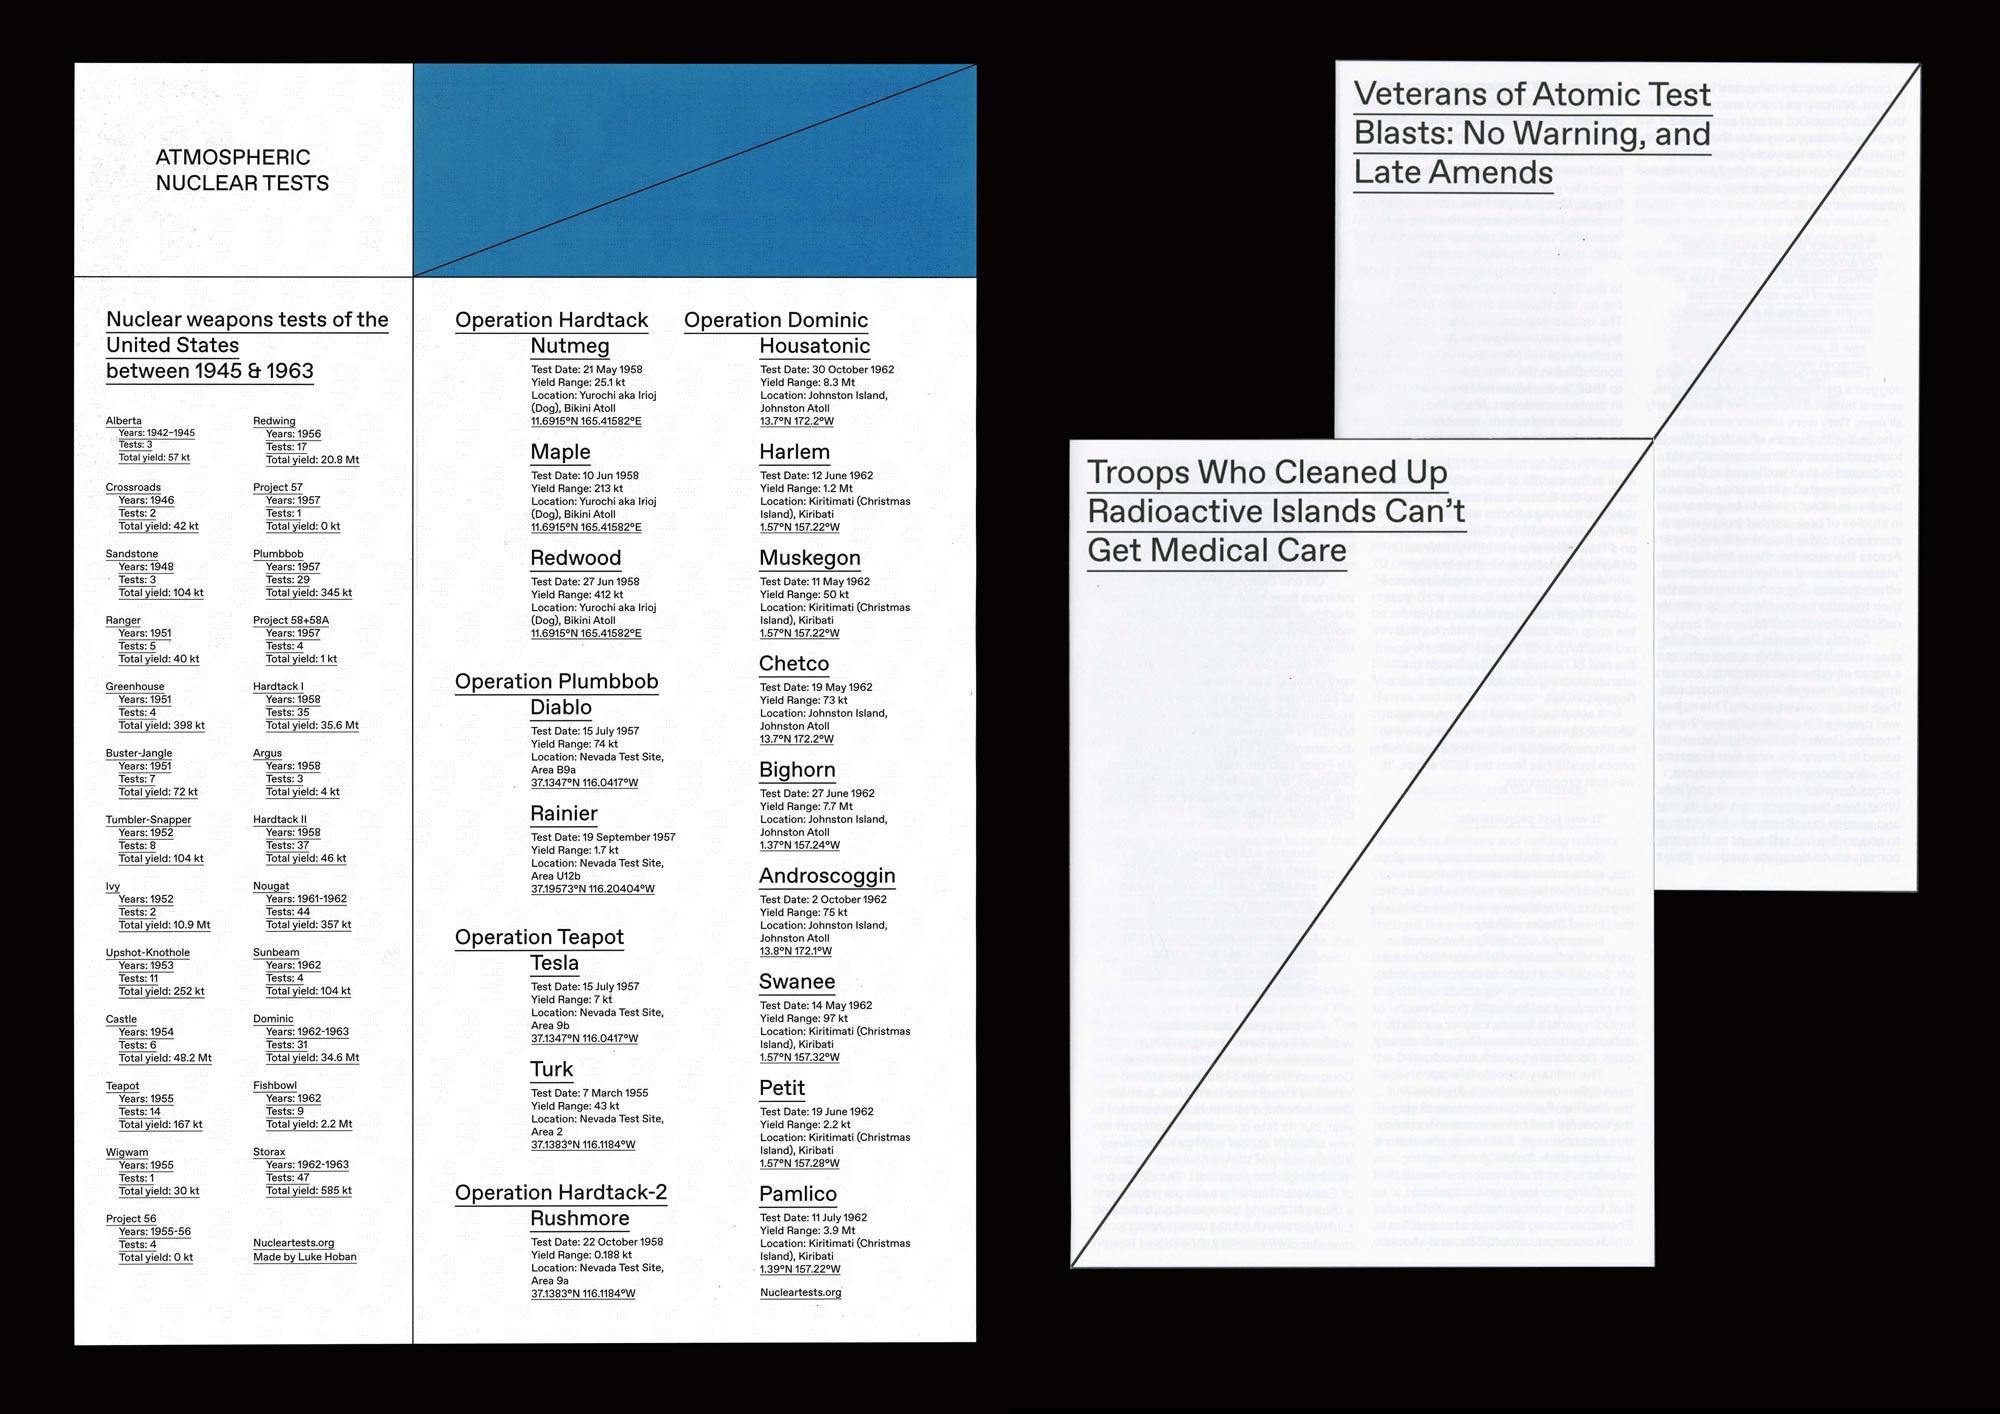 ATMOSPHERIC
NUCLEAR TESTS
Nuclear weapons tests of the
United States
between 1945 & 1963
Alberta
Years: 1942–1945
Tests: 3
Total yield: 57 kt
Crossroads
Years: 1946
Tests: 2
Total yield: 42 kt
Sandstone
Years: 1948
Tests: 3
Total yield: 104 kt
Ranger
Years: 1951
Tests: 5
Total yield: 40 kt
Greenhouse
Years: 1951
Tests: 4
Total yield: 398 kt
Buster-Jangle
Years: 1951
Tests: 7
Total yield: 72 kt
Tumbler-Snapper
Years: 1952
Tests: 8
Total yield: 104 kt
Ivy
Years: 1952
Tests: 2
Total yield: 10.9 Mt
Upshot-Knothole
Years: 1953
Tests: 11
Total yield: 252 kt
Castle
Years: 1954
Tests: 6
Total yield: 48.2 Mt
Teapot
Years: 1955
Tests: 14
Total yield: 167 kt
Wigwam
Years: 1955
Tests: 1
Total yield: 30 kt
Project 56
Years: 1955-56
Tests: 4
Total yield: 0 kt
Redwing
Years: 1956
Tests: 17
Total yield: 20.8 Mt
Project 57
Years: 1957
Tests: 1
Total yield: 0 kt
Plumbbob
Years: 1957
Tests: 29
Total yield: 345 kt
Project 58+58A
Years: 1957
Tests: 4
Total yield: 1 kt
Hardtack I
Years: 1958
Tests: 35
Total yield: 35.6 Mt
Argus
Years: 1958
Tests: 3
Total yield: 4 kt
Hardtack II
Years: 1958
Tests: 37
Total yield: 46 kt
Nougat
Years: 1961-1962
Tests: 44
Total yield: 357 kt
Sunbeam
Years: 1962
Tests: 4
Total yield: 104 kt
Dominic
Years: 1962-1963
Tests: 31
Total yield: 34.6 Mt
Fishbowl
Years: 1962
Tests: 9
Total yield: 2.2 Mt
Storax
Years: 1962-1963
Tests: 47
Total yield: 585 kt
Nucleartests.org
Made by Luke Hoban
Operation Hardtack
Nutmeg
Test Date: 21 May 1958
Yield Range: 25.1 kt
Location: Yurochi aka Irioj
(Dog), Bikini Atoll
11.6915°N 165.41582°E
Maple
Test Date: 10 Jun 1958
Yield Range: 213 kt
Location: Yurochi aka Irioj
(Dog), Bikini Atoll
11.6915°N 165.41582°E
Redwood
Test Date: 27 Jun 1958
Yield Range: 412 kt
Location: Yurochi aka Irioj
(Dog), Bikini Atoll
11.6915°N 165.41582°E
Operation Plumbbob
Diablo
Test Date: 15 July 1957
Yield Range: 74 kt
Location: Nevada Test Site,
Area B9a
37.1347°N 116.0417°W
Rainier
Test Date: 19 September 1957
Yield Range: 1.7 kt
Location: Nevada Test Site,
Area U12b
37.19573°N 116.20404°W
Operation Teapot
Tesla
Test Date: 15 July 1957
Yield Range: 7 kt
Location: Nevada Test Site,
Area 9b
37.1347°N 116.0417°W
Turk
Test Date: 7 March 1955
Yield Range: 43 kt
Location: Nevada Test Site,
Area 2
37.1383°N 116.1184°W
Operation Hardtack-2
Rushmore
Test Date: 22 October 1958
Yield Range: 0.188 kt
Location: Nevada Test Site,
Area 9a
37.1383°N 116.1184°W
Operation Dominic
Housatonic
Test Date: 30 October 1962
Yield Range: 8.3 Mt
Location: Johnston Island,
Johnston Atoll
13.7°N 172.2°W
Harlem
Test Date: 12 June 1962
Yield Range: 1.2 Mt
Location: Kiritimati (Christmas
Island), Kiribati
1.57°N 157.22°W
Muskegon
Test Date: 11 May 1962
Yield Range: 50 kt
Location: Kiritimati (Christmas
Island), Kiribati
1.57°N 157.22°W
Chetco
Test Date: 19 May 1962
Yield Range: 73 kt
Location: Johnston Island,
Johnston Atoll
13.7°N 172.2°W
Bighorn
Test Date: 27 June 1962
Yield Range: 7.7 Mt
Location: Johnston Island,
Johnston Atoll
1.37°N 157.24°W
Androscoggin
Test Date: 2 October 1962
Yield Range: 75 kt
Location: Johnston Island,
Johnston Atoll
13.8°N 172.1°W
Swanee
Test Date: 14 May 1962
Yield Range: 97 kt
Location: Kiritimati (Christmas
Island), Kiribati
1.57°N 157.32°W
Petit
Test Date: 19 June 1962
Yield Range: 2.2 kt
Location: Kiritimati (Christmas
Island), Kiribati
1.57°N 157.28°W
Pamlico
Test Date: 11 July 1962
Yield Range: 3.9 Mt
Location: Kiritimati (Christmas
Island), Kiribati
1.39°N 157.22°W
Nucleartests.org
Veterans of Atomic Test
Blasts: No Warning, and
Late Amends
Troops Who Cleaned Up
Radioactive Islands Can't
Get Medical Care